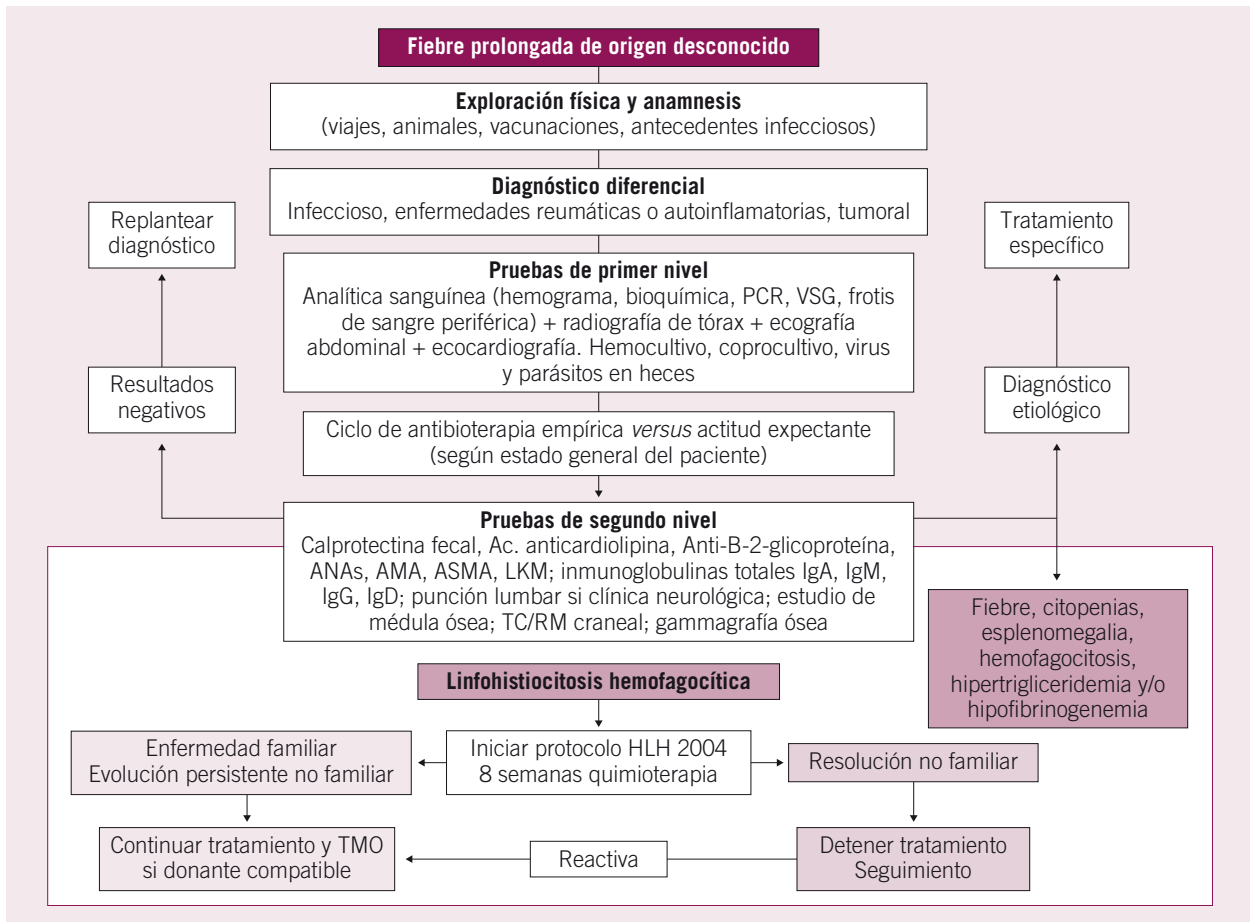 Fiebre prolongada de origen desconocido
Exploración física y anamnesis
(viajes, animales, vacunaciones, antecedentes infecciosos)
Diagnóstico diferencial
Infeccioso, enfermedades reumáticas o autoinflamatorias, tumoral
Replantear
diagnóstico
Tratamiento
específico
Pruebas de primer nivel
Analítica sanguínea (hemograma, bioquímica, PCR, VSG, frotis
de sangre periférica) + radiografía de tórax + ecografía
abdominal + ecocardiografía. Hemocultivo, coprocultivo, virus
y parásitos en heces
Resultados
negativos
Diagnóstico
etiológico
Ciclo de antibioterapia empírica versus actitud expectante
(según estado general del paciente)
Pruebas de segundo nivel
Calprotectina fecal, Ac. anticardiolipina, Anti-B-2-glicoproteína,
ANAs, AMA, ASMA, LKM; inmunoglobulinas totales IgA, IgM,
IgG, IgD; punción lumbar si clínica neurológica; estudio de
médula ósea; TC/RM craneal; gammagrafía ósea
Fiebre, citopenias,
esplenomegalia,
hemofagocitosis,
hipertrigliceridemia y/o
hipofibrinogenemia
Linfohistiocitosis hemofagocítica
Enfermedad familiar
Evolución persistente no familiar
Iniciar protocolo HLH 2004
8 semanas quimioterapia
Resolución no familiar
Continuar tratamiento y TMO
si donante compatible
Reactiva
Detener tratamiento
Seguimiento